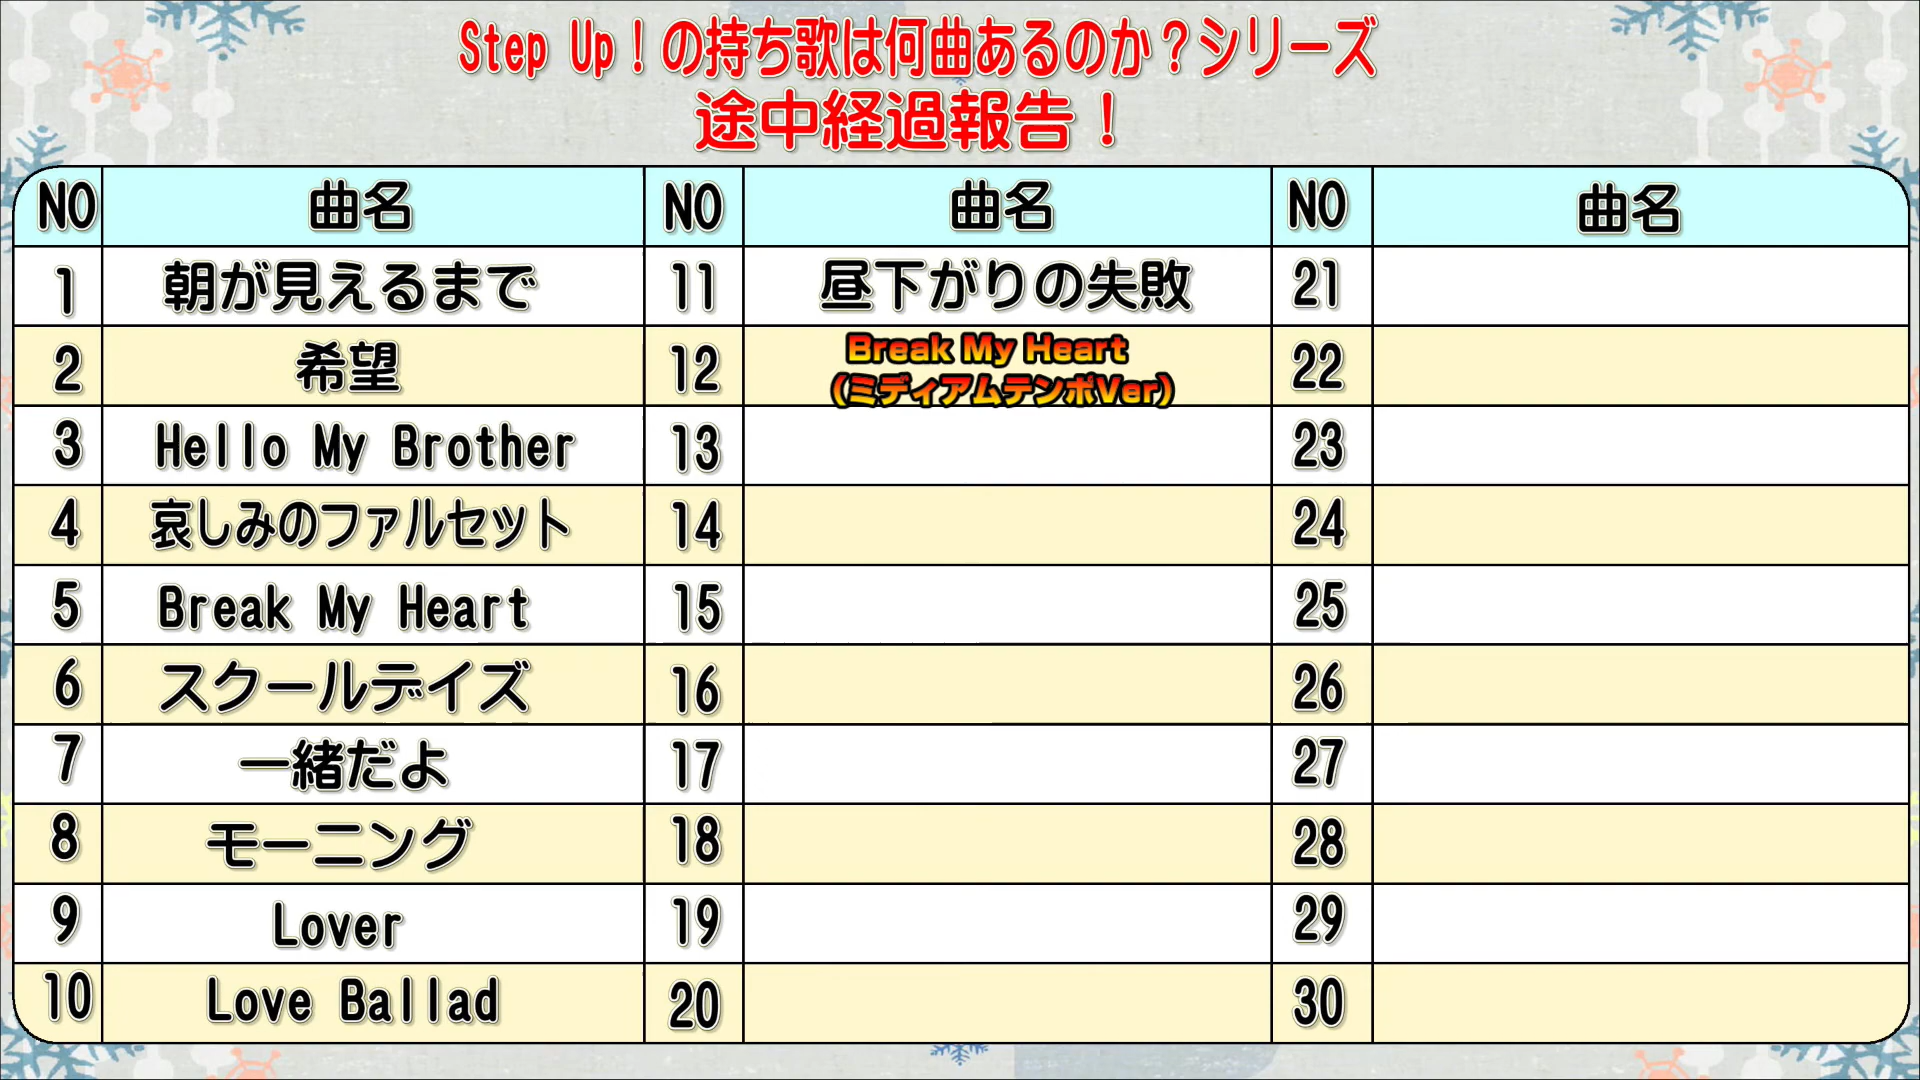 Step Up！の持ち歌は何曲あるのか？シリーズ
途中経過報告！
NO 曲名 NO 曲名 NO 曲名
1 朝が見えるまで 11 昼下がりの失敗 21
2 希望 12 Break My Heart
(ミディアムテンポVer) 22
3 Hello My Brother 13 23
4 哀しみのファルセット 14 24
5 Break My Heart 15 25
6 スクールデイズ 16 26
7 一緒だよ 17 27
8 モーニング 18 28
9 Lover 19 29
10 Love Ballad 20 30